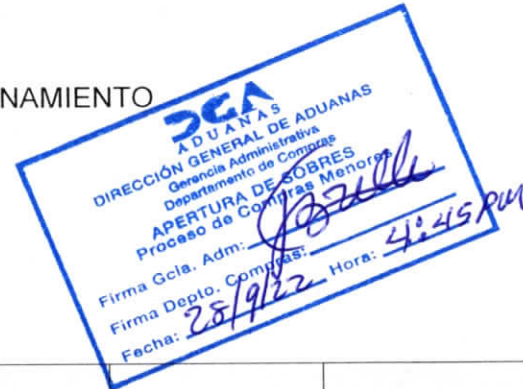 NAMIENTO
DGA
ADUANAS
DIRECCIÓN GENERAL DE ADUANAS
Gerencia Administrativa
Departamento de Compras
APERTURA DE SOBRES
Proceso de Compras Menores
Firma Gcia. Adm:
Firma Depto. Compras:
Fecha: 28/9/22 Hora: 4:45 PM